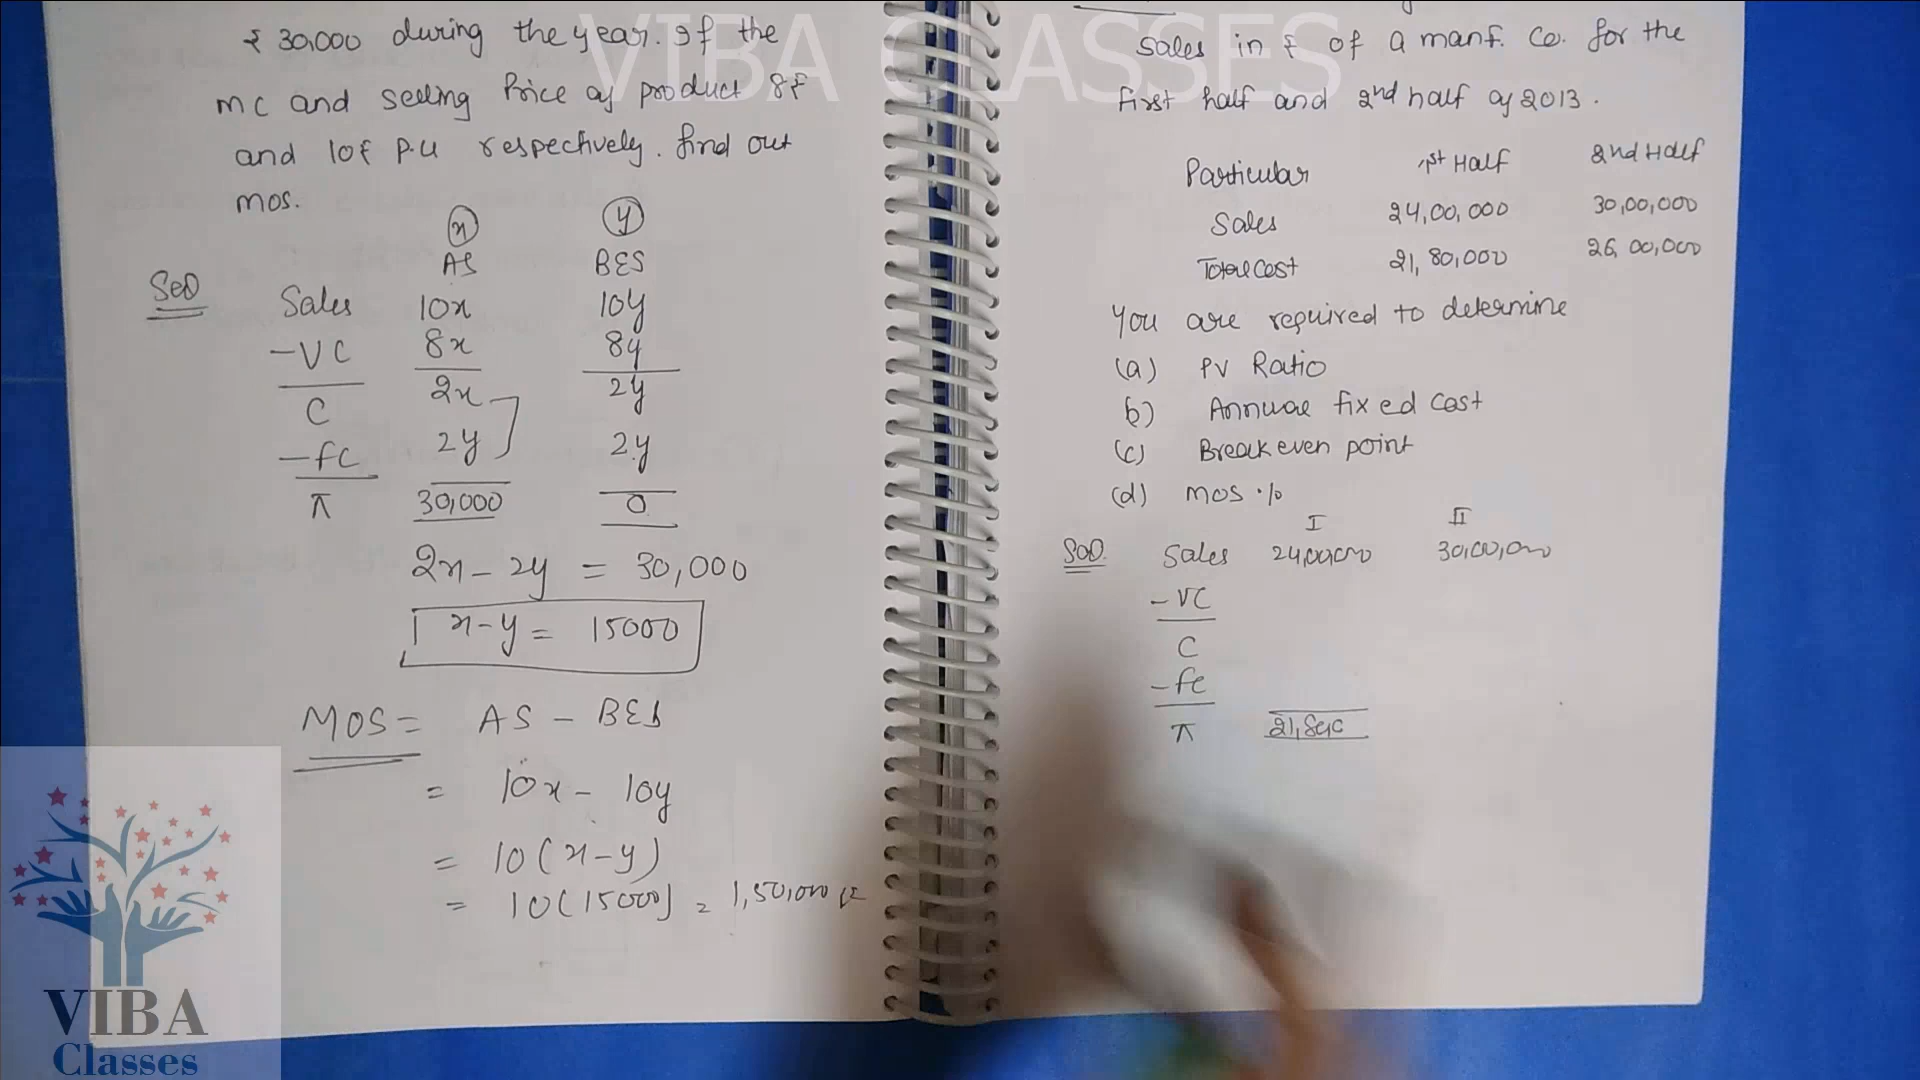 VIBA CLASSES
₹ 30,000 during the year. If the
mc and selling Price of product 8₹
and 10₹ P.U respectively. find out
mos.
x y
AS BES
Sales 10x 10y
-VC 8x 8y
C 2x 2y
-fc 2y 2y
π 30,000 0
2x - 2y = 30,000
x-y = 15000
MOS = AS - BES
= 10x - 10y
= 10(x-y)
= 10(15000) = 1,50,000
Sales in ₹ of a manf. Co. for the
first half and 2nd half of 2013.
Particular 1st Half 2nd Half
Sales 24,00,000 30,00,000
Total Cost 21,80,000 26,00,000
You are required to determine
(a) PV Ratio
b) Annual fixed Cost
(c) Break even point
(d) mos %
I II
Sales 24,00,000 30,00,000
-VC
C
-fc
π
VIBA
Classes